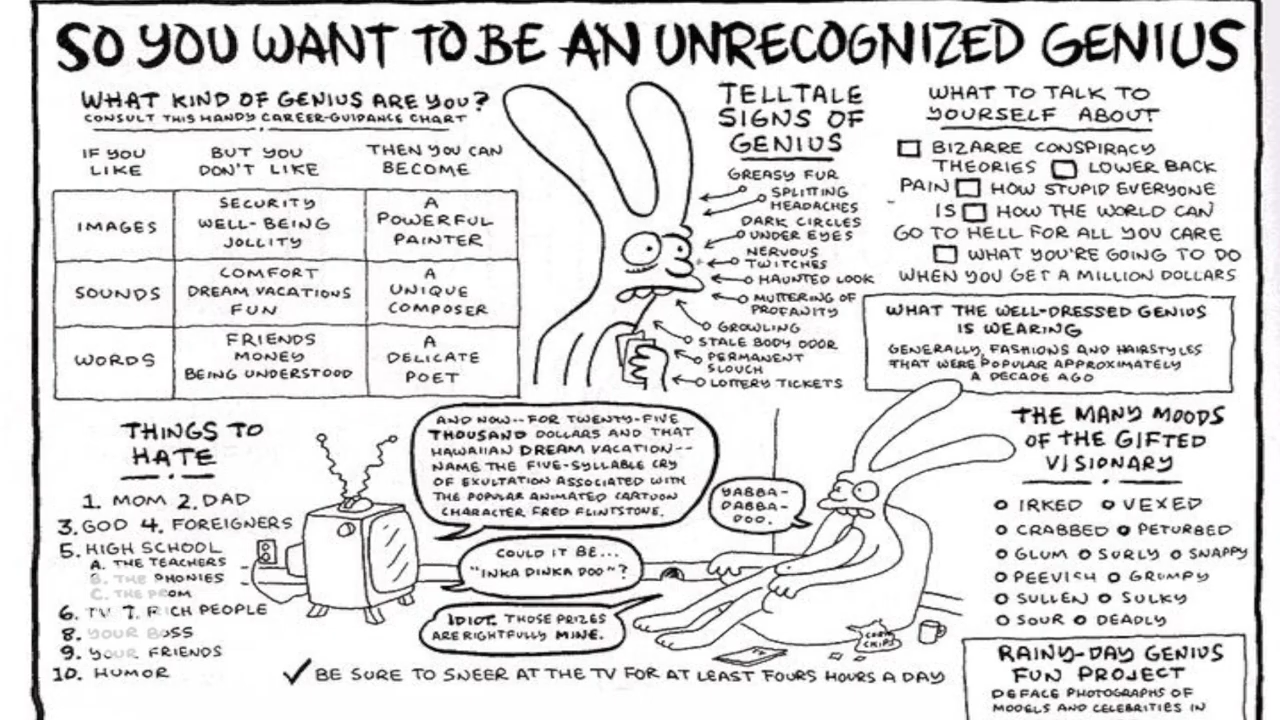 SO YOU WANT TO BE AN UNRECOGNIZED GENIUS
WHAT KIND OF GENIUS ARE YOU?
CONSULT THIS HANDY CAREER-GUIDANCE CHART
IF YOU LIKE
BUT YOU DON'T LIKE
THEN YOU CAN BECOME
IMAGES
SECURITY
WELL-BEING
JOLLITY
A
POWERFUL
PAINTER
SOUNDS
COMFORT
DREAM VACATIONS
FUN
A
UNIQUE
COMPOSER
WORDS
FRIENDS
MONEY
BEING UNDERSTOOD
A
DELICATE
POET
TELLTALE
SIGNS OF
GENIUS
GREASY FUR
SPLITTING
HEADACHES
DARK CIRCLES
UNDER EYES
NERVOUS
TWITCHES
HAUNTED LOOK
MUTTERING OF
PROFANITY
GROWLING
STALE BODY ODOR
PERMANENT
SLOUCH
LOTTERY TICKETS
WHAT TO TALK TO
YOURSELF ABOUT
BIZARRE CONSPIRACY
THEORIES LOWER BACK
PAIN HOW STUPID EVERYONE
IS HOW THE WORLD CAN
GO TO HELL FOR ALL YOU CARE
WHAT YOU'RE GOING TO DO
WHEN YOU GET A MILLION DOLLARS
WHAT THE WELL-DRESSED GENIUS
IS WEARING
GENERALLY, FASHIONS AND HAIRSTYLES
THAT WERE POPULAR APPROXIMATELY
A DECADE AGO
THINGS TO
HATE
1. MOM 2. DAD
3. GOD 4. FOREIGNERS
5. HIGH SCHOOL
A. THE TEACHERS
B. THE PHONIES
C. THE PROM
6. TV 7. RICH PEOPLE
8. YOUR BOSS
9. YOUR FRIENDS
10. HUMOR
AND NOW--FOR TWENTY-FIVE
THOUSAND DOLLARS AND THAT
HAWAIIAN DREAM VACATION--
NAME THE FIVE-SYLLABLE CRY
OF EXULTATION ASSOCIATED WITH
THE POPULAR ANIMATED CARTOON
CHARACTER FRED FLINTSTONE.
YABBA-
DABBA-
DOO.
COULD IT BE...
"INKA DINKA DOO"?
IDIOT. THOSE PRIZES
ARE RIGHTFULLY MINE.
CORN
CHIPS
TV
✓ BE SURE TO SNEER AT THE TV FOR AT LEAST FOURS HOURS A DAY
THE MANY MOODS
OF THE GIFTED
VISIONARY
IRKED VEXED
CRABBED PETURBED
GLUM SURLY SNAPPY
PEEVISH GRUMPY
SULLEN SULKY
SOUR DEADLY
RAINY-DAY GENIUS
FUN PROJECT
DEFACE PHOTOGRAPHS OF
MODELS AND CELEBRITIES IN